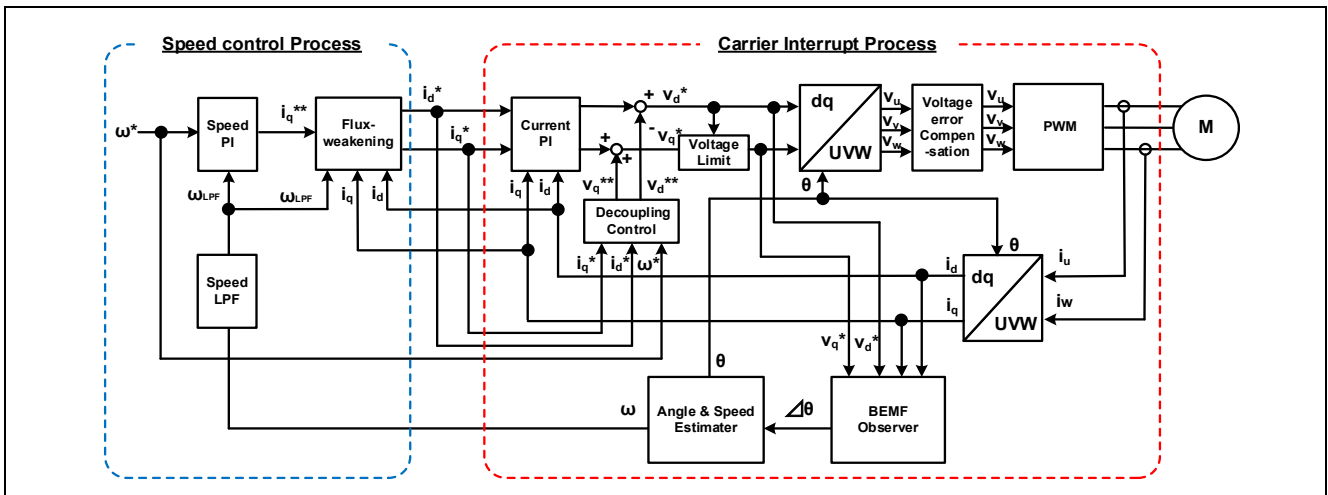 Speed control Process
Carrier Interrupt Process
ω*
Speed
PI
iq**
Flux-
weakening
id*
iq*
Current
PI
+
vd*
-
+
+
vq*
Voltage
Limit
dq
UVW
vu
vv
vw
Voltage
error
Compen
-sation
vu
vv
vw
PWM
M
ωLPF
ωLPF
iq
id
iq
id
vq**
vd**
θ
Decoupling
Control
Speed
LPF
iq*
id*
ω*
id
iq
dq
UVW
θ
iu
iw
θ
vq*
vd*
ω
Angle & Speed
Estimater
⊿θ
BEMF
Observer